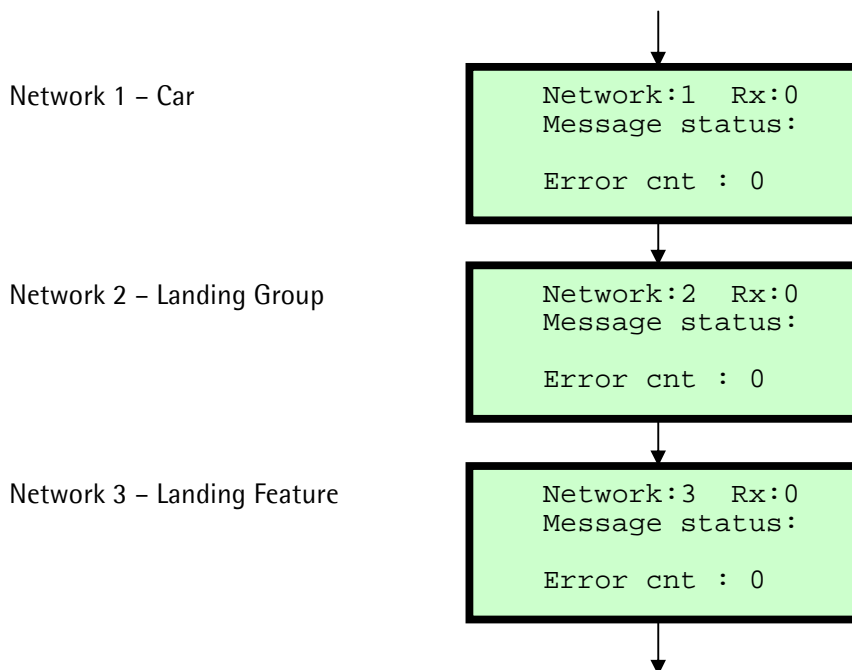 Network 1 – Car
Network:1 Rx:0
Message status:
Error cnt : 0
Network 2 – Landing Group
Network:2 Rx:0
Message status:
Error cnt : 0
Network 3 – Landing Feature
Network:3 Rx:0
Message status:
Error cnt : 0